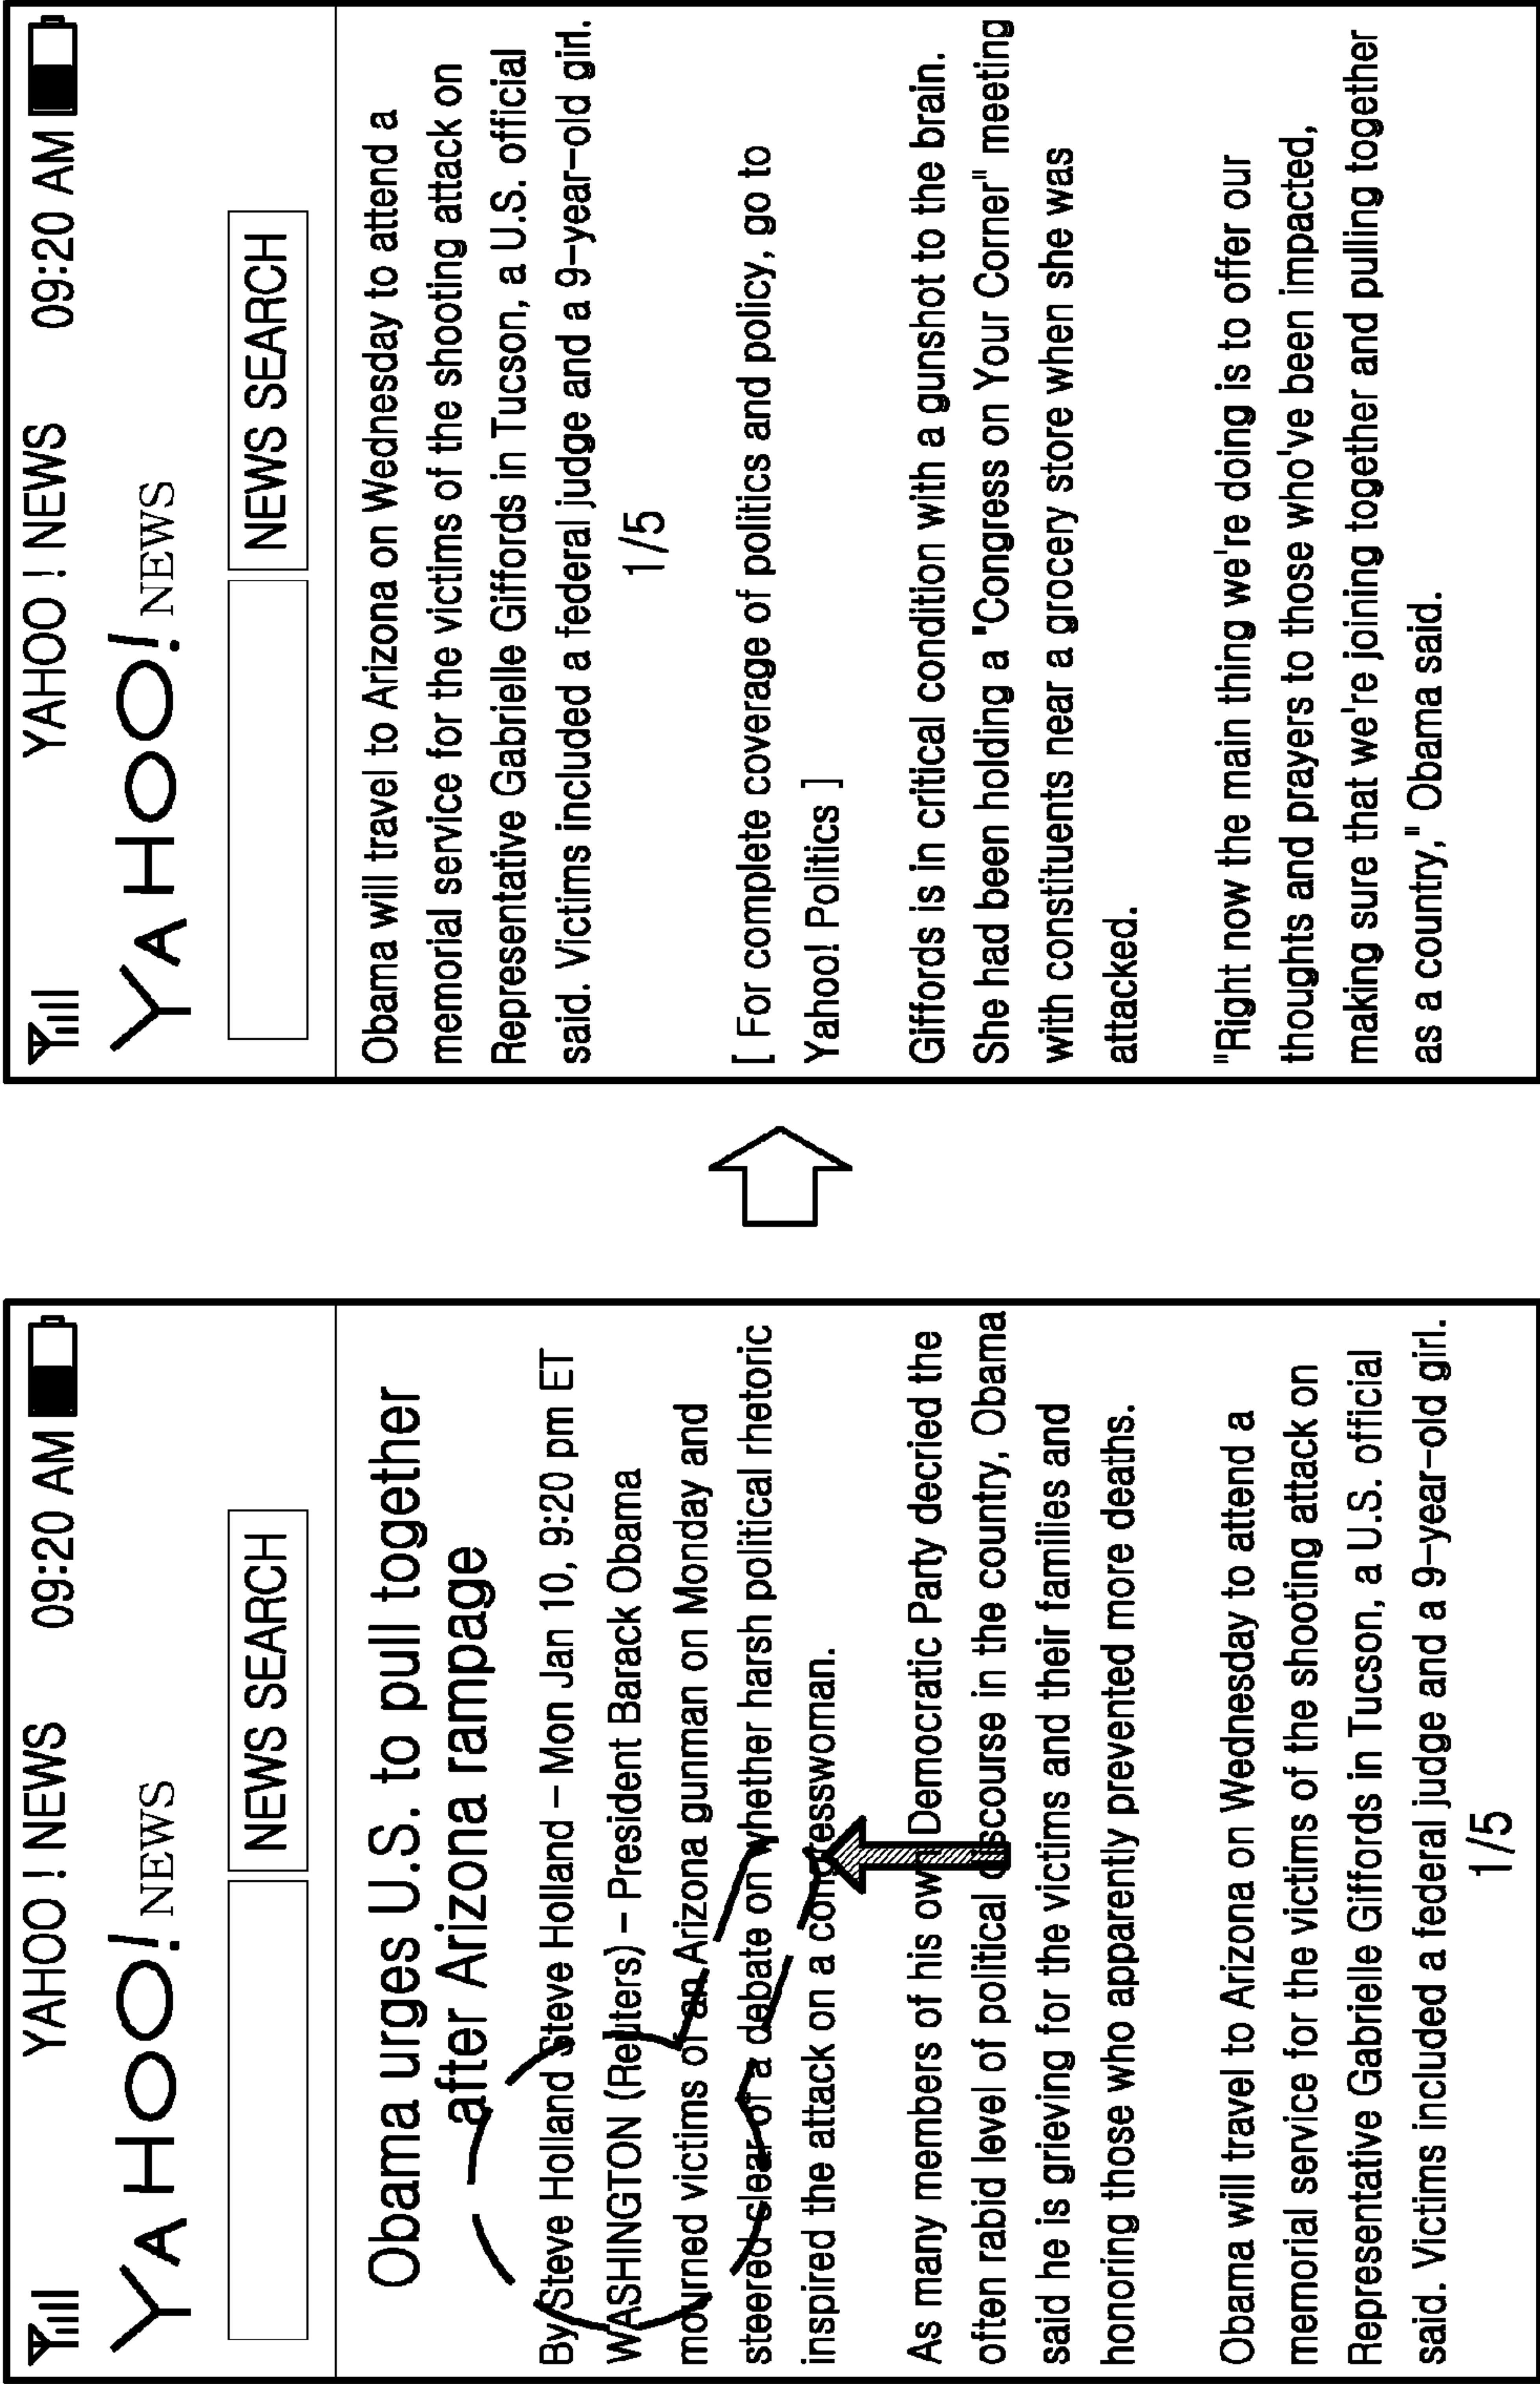 YAHOO ! NEWS 09:20 AM
YAHOO! NEWS
NEWS SEARCH
Obama urges U.S. to pull together
after Arizona rampage
By Steve Holland Steve Holland – Mon Jan 10, 9:20 pm ET
WASHINGTON (Reuters) – President Barack Obama
mourned victims of an Arizona gunman on Monday and
steered clear of a debate on whether harsh political rhetoric
inspired the attack on a congresswoman.
As many members of his own Democratic Party decried the
often rabid level of political discourse in the country, Obama
said he is grieving for the victims and their families and
honoring those who apparently prevented more deaths.
Obama will travel to Arizona on Wednesday to attend a
memorial service for the victims of the shooting attack on
Representative Gabrielle Giffords in Tucson, a U.S. official
said. Victims included a federal judge and a 9–year–old girl.
1/5
YAHOO ! NEWS 09:20 AM
YAHOO! NEWS
NEWS SEARCH
Obama will travel to Arizona on Wednesday to attend a
memorial service for the victims of the shooting attack on
Representative Gabrielle Giffords in Tucson, a U.S. official
said. Victims included a federal judge and a 9–year–old girl.
1/5
[ For complete coverage of politics and policy, go to
Yahoo! Politics ]
Giffords is in critical condition with a gunshot to the brain.
She had been holding a "Congress on Your Corner" meeting
with constituents near a grocery store when she was
attacked.
"Right now the main thing we're doing is to offer our
thoughts and prayers to those who've been impacted,
making sure that we're joining together and pulling together
as a country," Obama said.